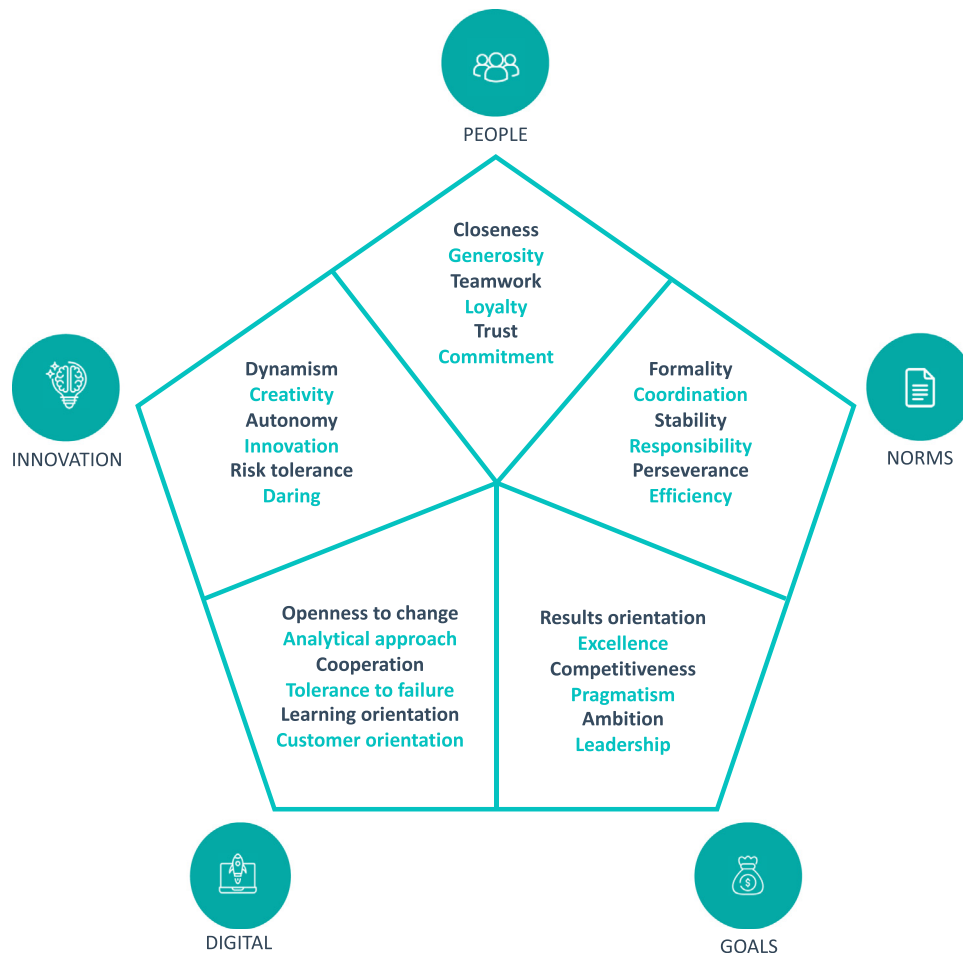 PEOPLE
Closeness
Generosity
Teamwork
Loyalty
Trust
Commitment
Dynamism
Creativity
Autonomy
Innovation
Risk tolerance
Daring
INNOVATION
Formality
Coordination
Stability
Responsibility
Perseverance
Efficiency
NORMS
Openness to change
Analytical approach
Cooperation
Tolerance to failure
Learning orientation
Customer orientation
DIGITAL
Results orientation
Excellence
Competitiveness
Pragmatism
Ambition
Leadership
$
GOALS